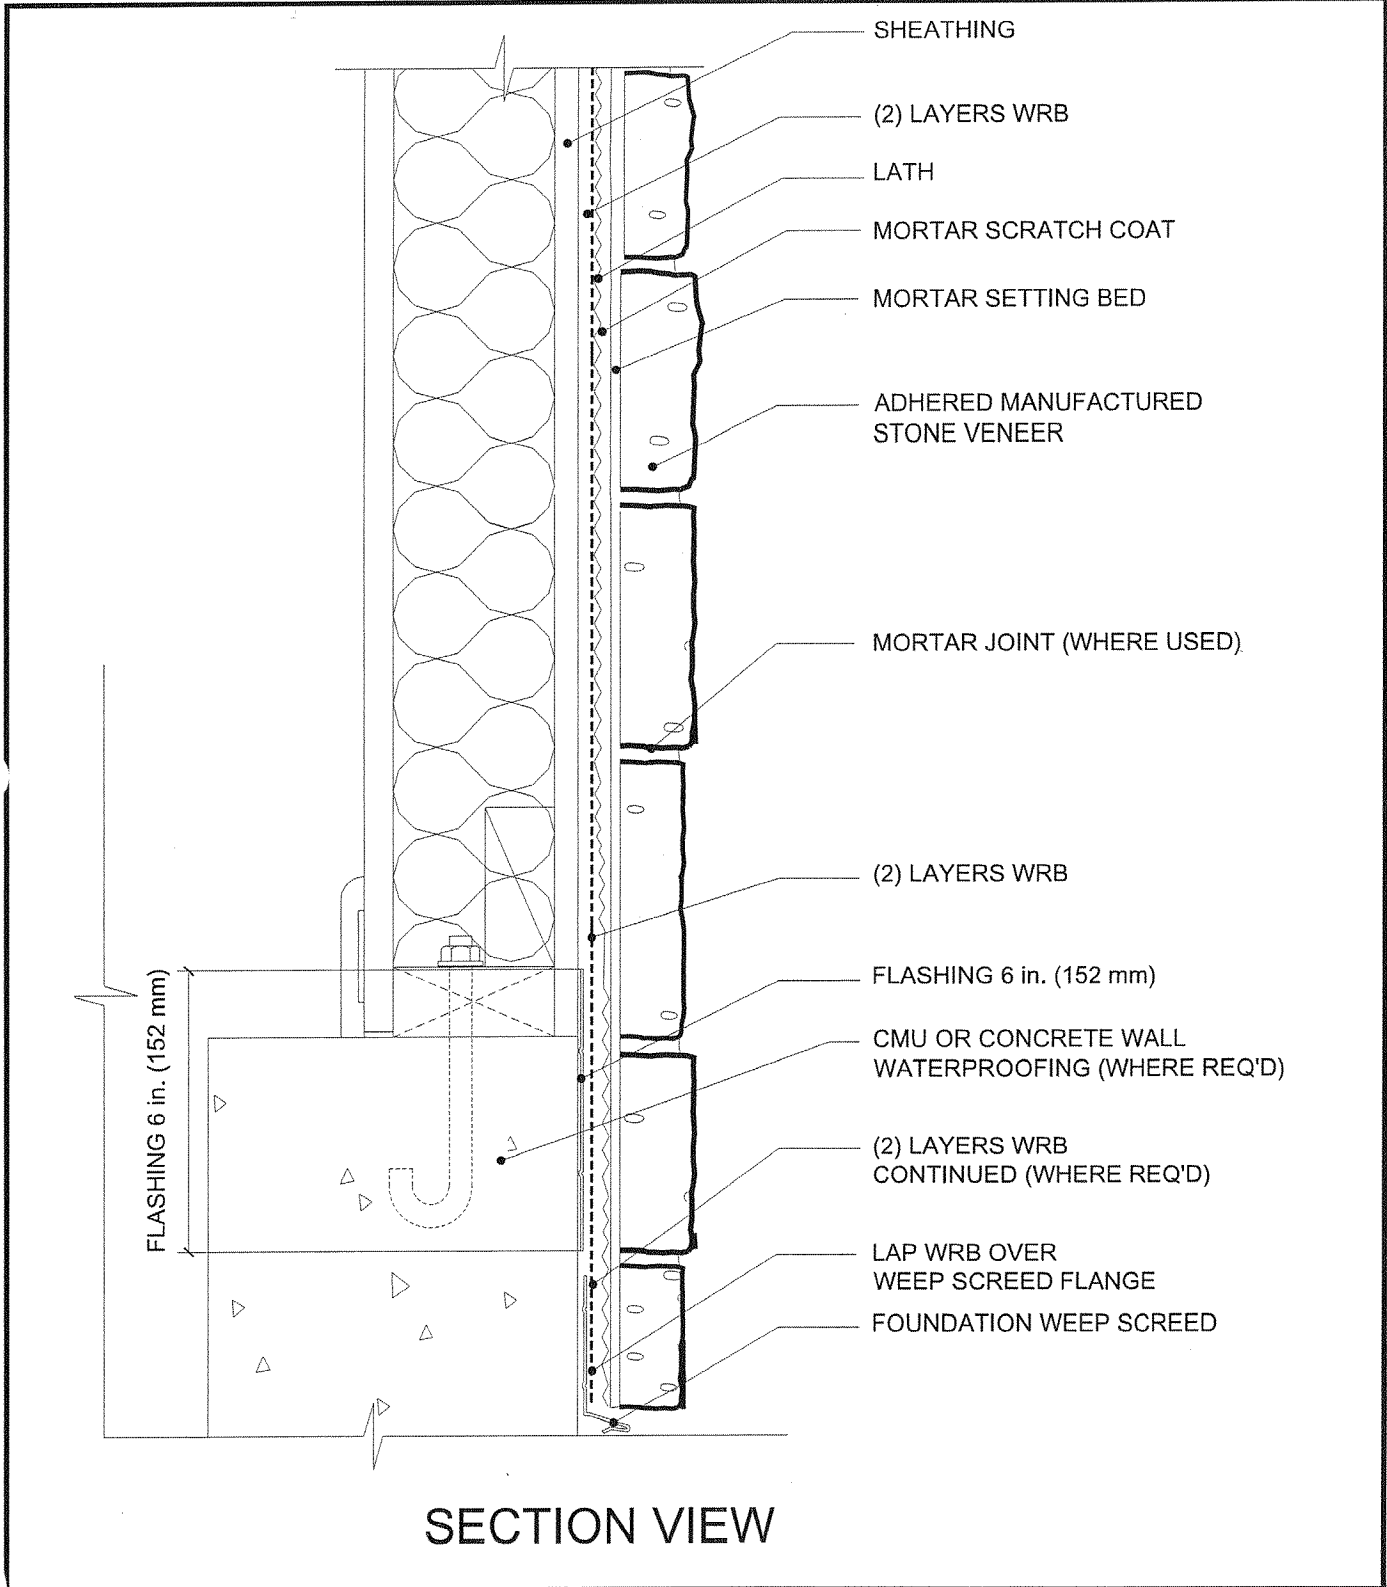 SHEATHING
(2) LAYERS WRB
LATH
MORTAR SCRATCH COAT
MORTAR SETTING BED
ADHERED MANUFACTURED
STONE VENEER
MORTAR JOINT (WHERE USED)
(2) LAYERS WRB
FLASHING 6 in. (152 mm)
FLASHING 6 in. (152 mm)
CMU OR CONCRETE WALL
WATERPROOFING (WHERE REQ'D)
(2) LAYERS WRB
CONTINUED (WHERE REQ'D)
LAP WRB OVER
WEEP SCREED FLANGE
FOUNDATION WEEP SCREED
SECTION VIEW